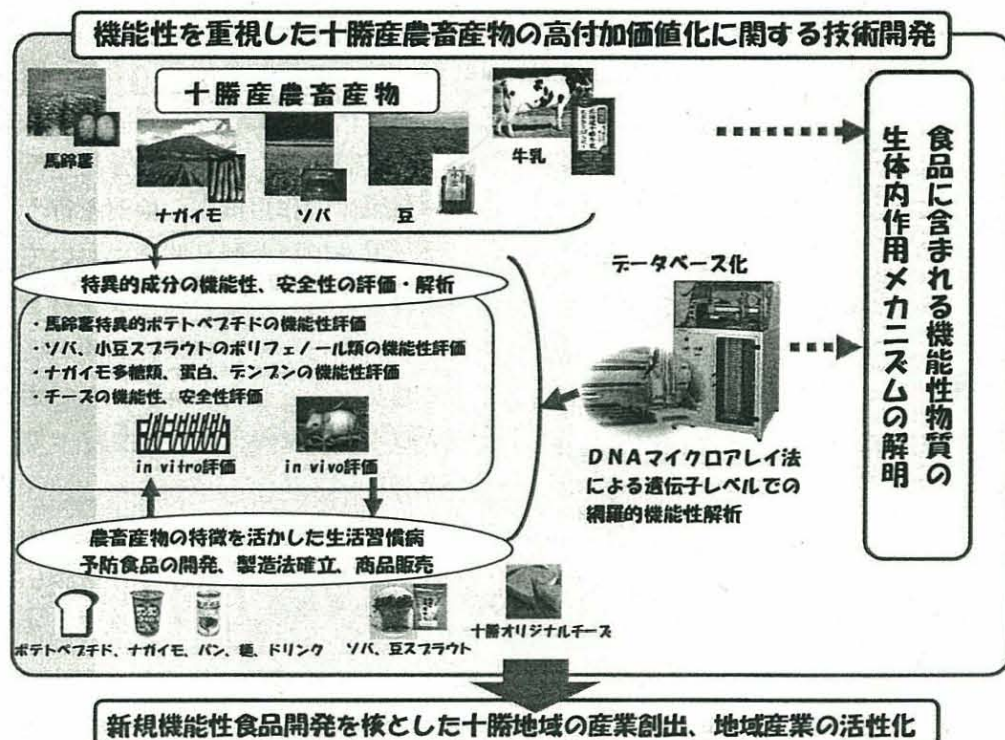 機能性を重視した十勝産農畜産物の高付加価値化に関する技術開発
十勝産農畜産物
馬鈴薯
ナガイモ
ソバ
豆
牛乳
特異的成分の機能性、安全性の評価・解析
・馬鈴薯特異的ポテトペプチドの機能性評価
・ソバ、小豆スプラウトのポリフェノール類の機能性評価
・ナガイモ多糖類、蛋白、デンプンの機能性評価
・チーズの機能性、安全性評価
in vitro評価
in vivo評価
農畜産物の特徴を活かした生活習慣病
予防食品の開発、製造法確立、商品販売
ポテトペプチド、ナガイモ、パン、麺、ドリンク
ソバ、豆スプラウト
十勝オリジナルチーズ
データベース化
DNAマイクロアレイ法
による遺伝子レベルでの
網羅的機能性解析
食品に含まれる機能性物質の
生体内作用メカニズムの解明
新規機能性食品開発を核とした十勝地域の産業創出、地域産業の活性化